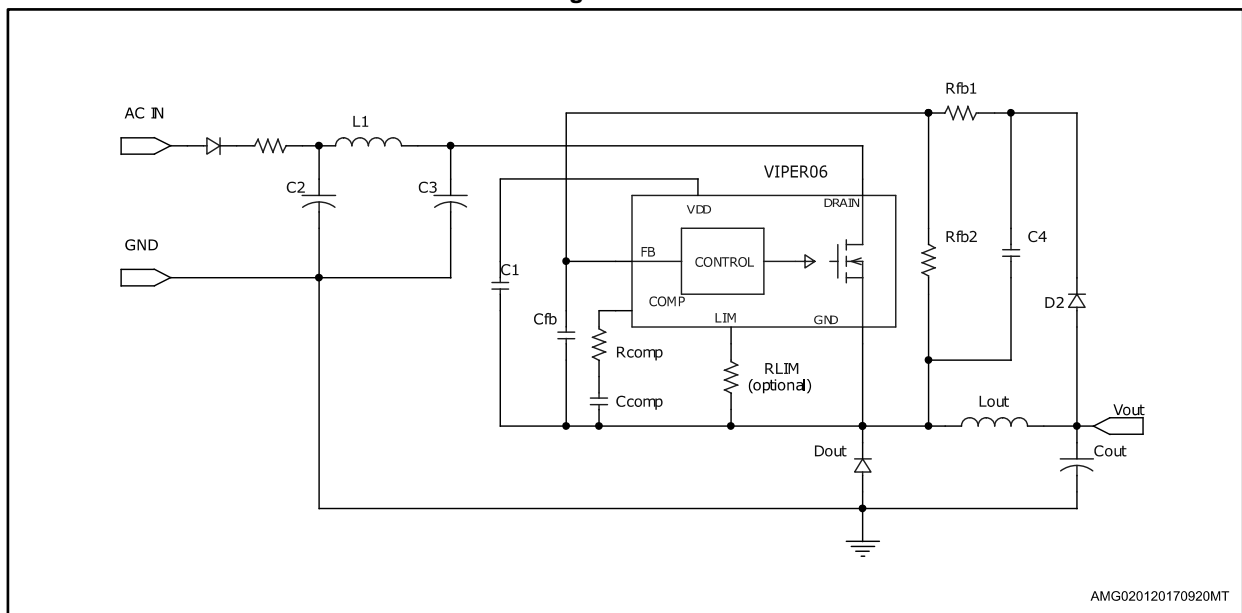 AC IN
L1
C2
C3
GND
Rfb1
VIPER06
VDD
DRAIN
FB
CONTROL
C1
COMP
LIM
GND
Cfb
Rcomp
Ccomp
RLIM
(optional)
Rfb2
C4
D2
Lout
Vout
Dout
Cout
AMG020120170920MT